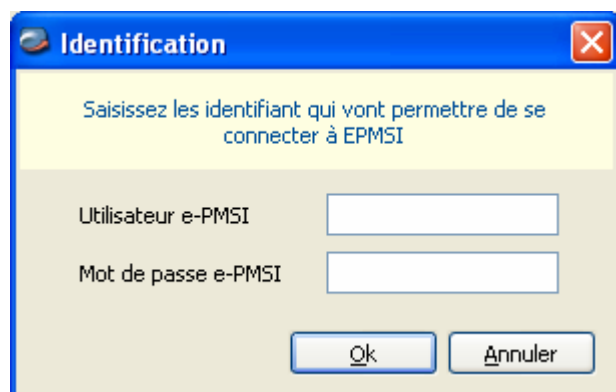 Identification
Saisissez les identifiant qui vont permettre de se
connecter à EPMSI
Utilisateur e-PMSI
Mot de passe e-PMSI
Ok Annuler